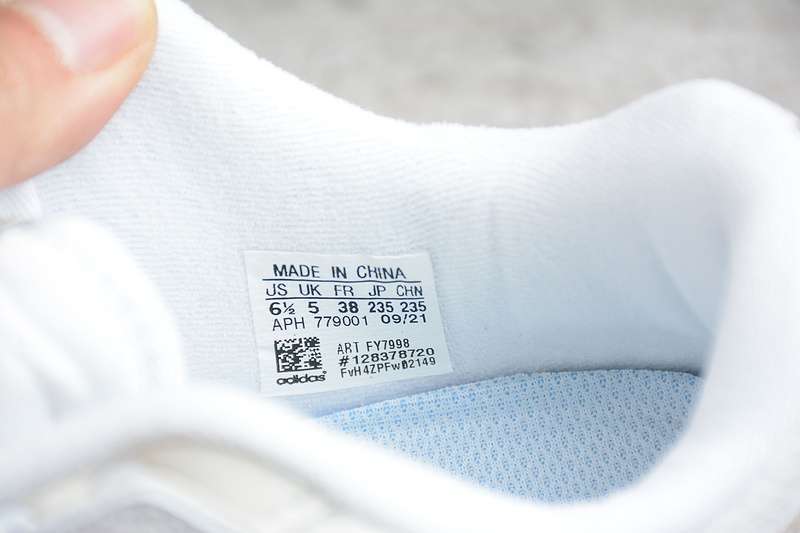 MADE IN CHINA
US UK FR JP CHN
6½ 5 38 235 235
APH 779001 09/21
ART FY7998
#128378720
FvH4ZPFw02149
adidas